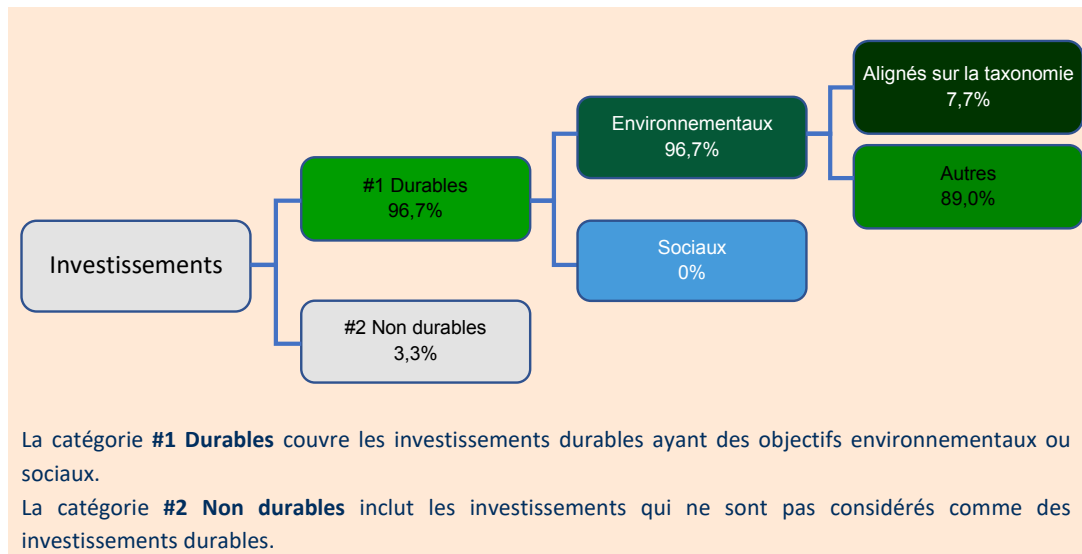 Investissements
#1 Durables
96,7%
#2 Non durables
3,3%
Environnementaux
96,7%
Sociaux
0%
Alignés sur la taxonomie
7,7%
Autres
89,0%
La catégorie #1 Durables couvre les investissements durables ayant des objectifs environnementaux ou
sociaux.
La catégorie #2 Non durables inclut les investissements qui ne sont pas considérés comme des
investissements durables.